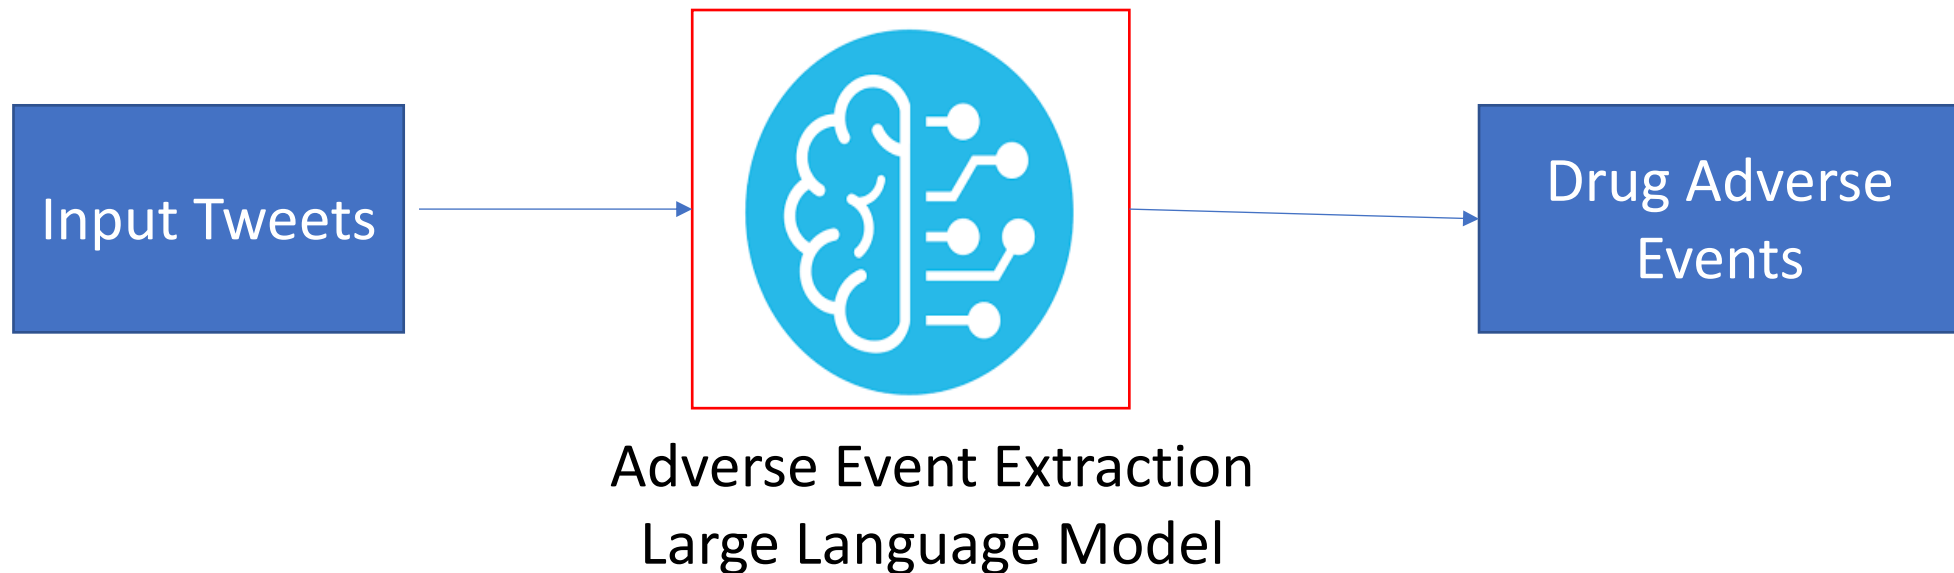 Input Tweets
Drug Adverse
Events
Adverse Event Extraction
Large Language Model